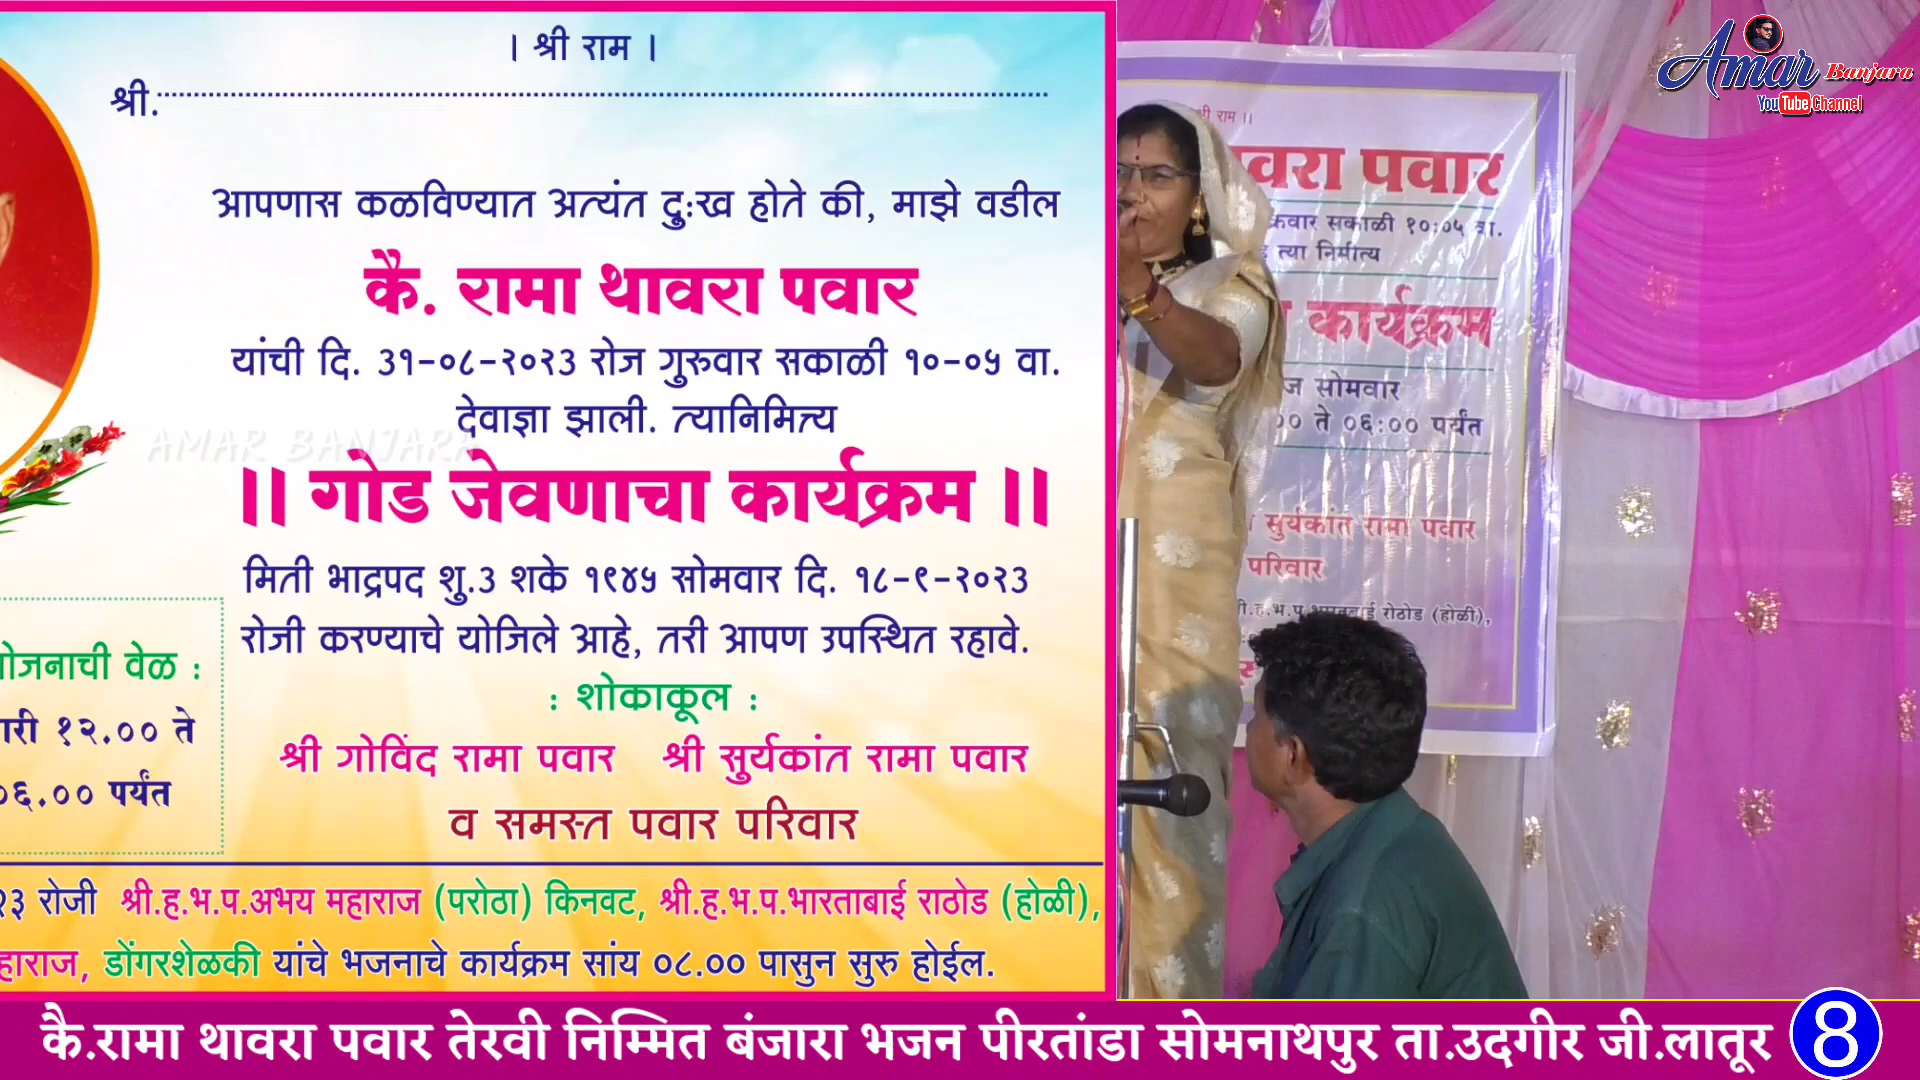 । श्री राम ।
श्री.
आपणास कळविण्यात अत्यंत दुःख होते की, माझे वडील
कै. रामा थावरा पवार
यांची दि. ३१-०८-२०२३ रोज गुरुवार सकाळी १०-०५ वा.
देवाज्ञा झाली. त्यानिमित्त्य
AMAR BANJARA
।। गोड जेवणाचा कार्यक्रम ।।
मिती भाद्रपद शु.३ शके १९४५ सोमवार दि. १८-९-२०२३
रोजी करण्याचे योजिले आहे, तरी आपण उपस्थित रहावे.
: शोकाकूल :
श्री गोविंद रामा पवार श्री सुर्यकांत रामा पवार
व समस्त पवार परिवार
वेळ :
१२.०० ते
०६.०० पर्यंत
२३ रोजी श्री.ह.भ.प.अभय महाराज (परोठा) किनवट, श्री.ह.भ.प.भारताबाई राठोड (होळी),
हाराज, डोंगरशेळकी यांचे भजनाचे कार्यक्रम सांय ०८.०० पासुन सुरु होईल.
Amar Banjara
YouTube Channel
श्री राम ।।
वरा पवार
क्रवार सकाळी १०:०५ वा.
त्या निमीत्य
कार्यक्रम
सोमवार
०० ते ०६:०० पर्यंत
सुर्यकांत रामा पवार
परिवार
ह.भ.प. रोठोड (होळी),
कै.रामा थावरा पवार तेरवी निम्मित बंजारा भजन पीरतांडा सोमनाथपुर ता.उदगीर जी.लातूर 8